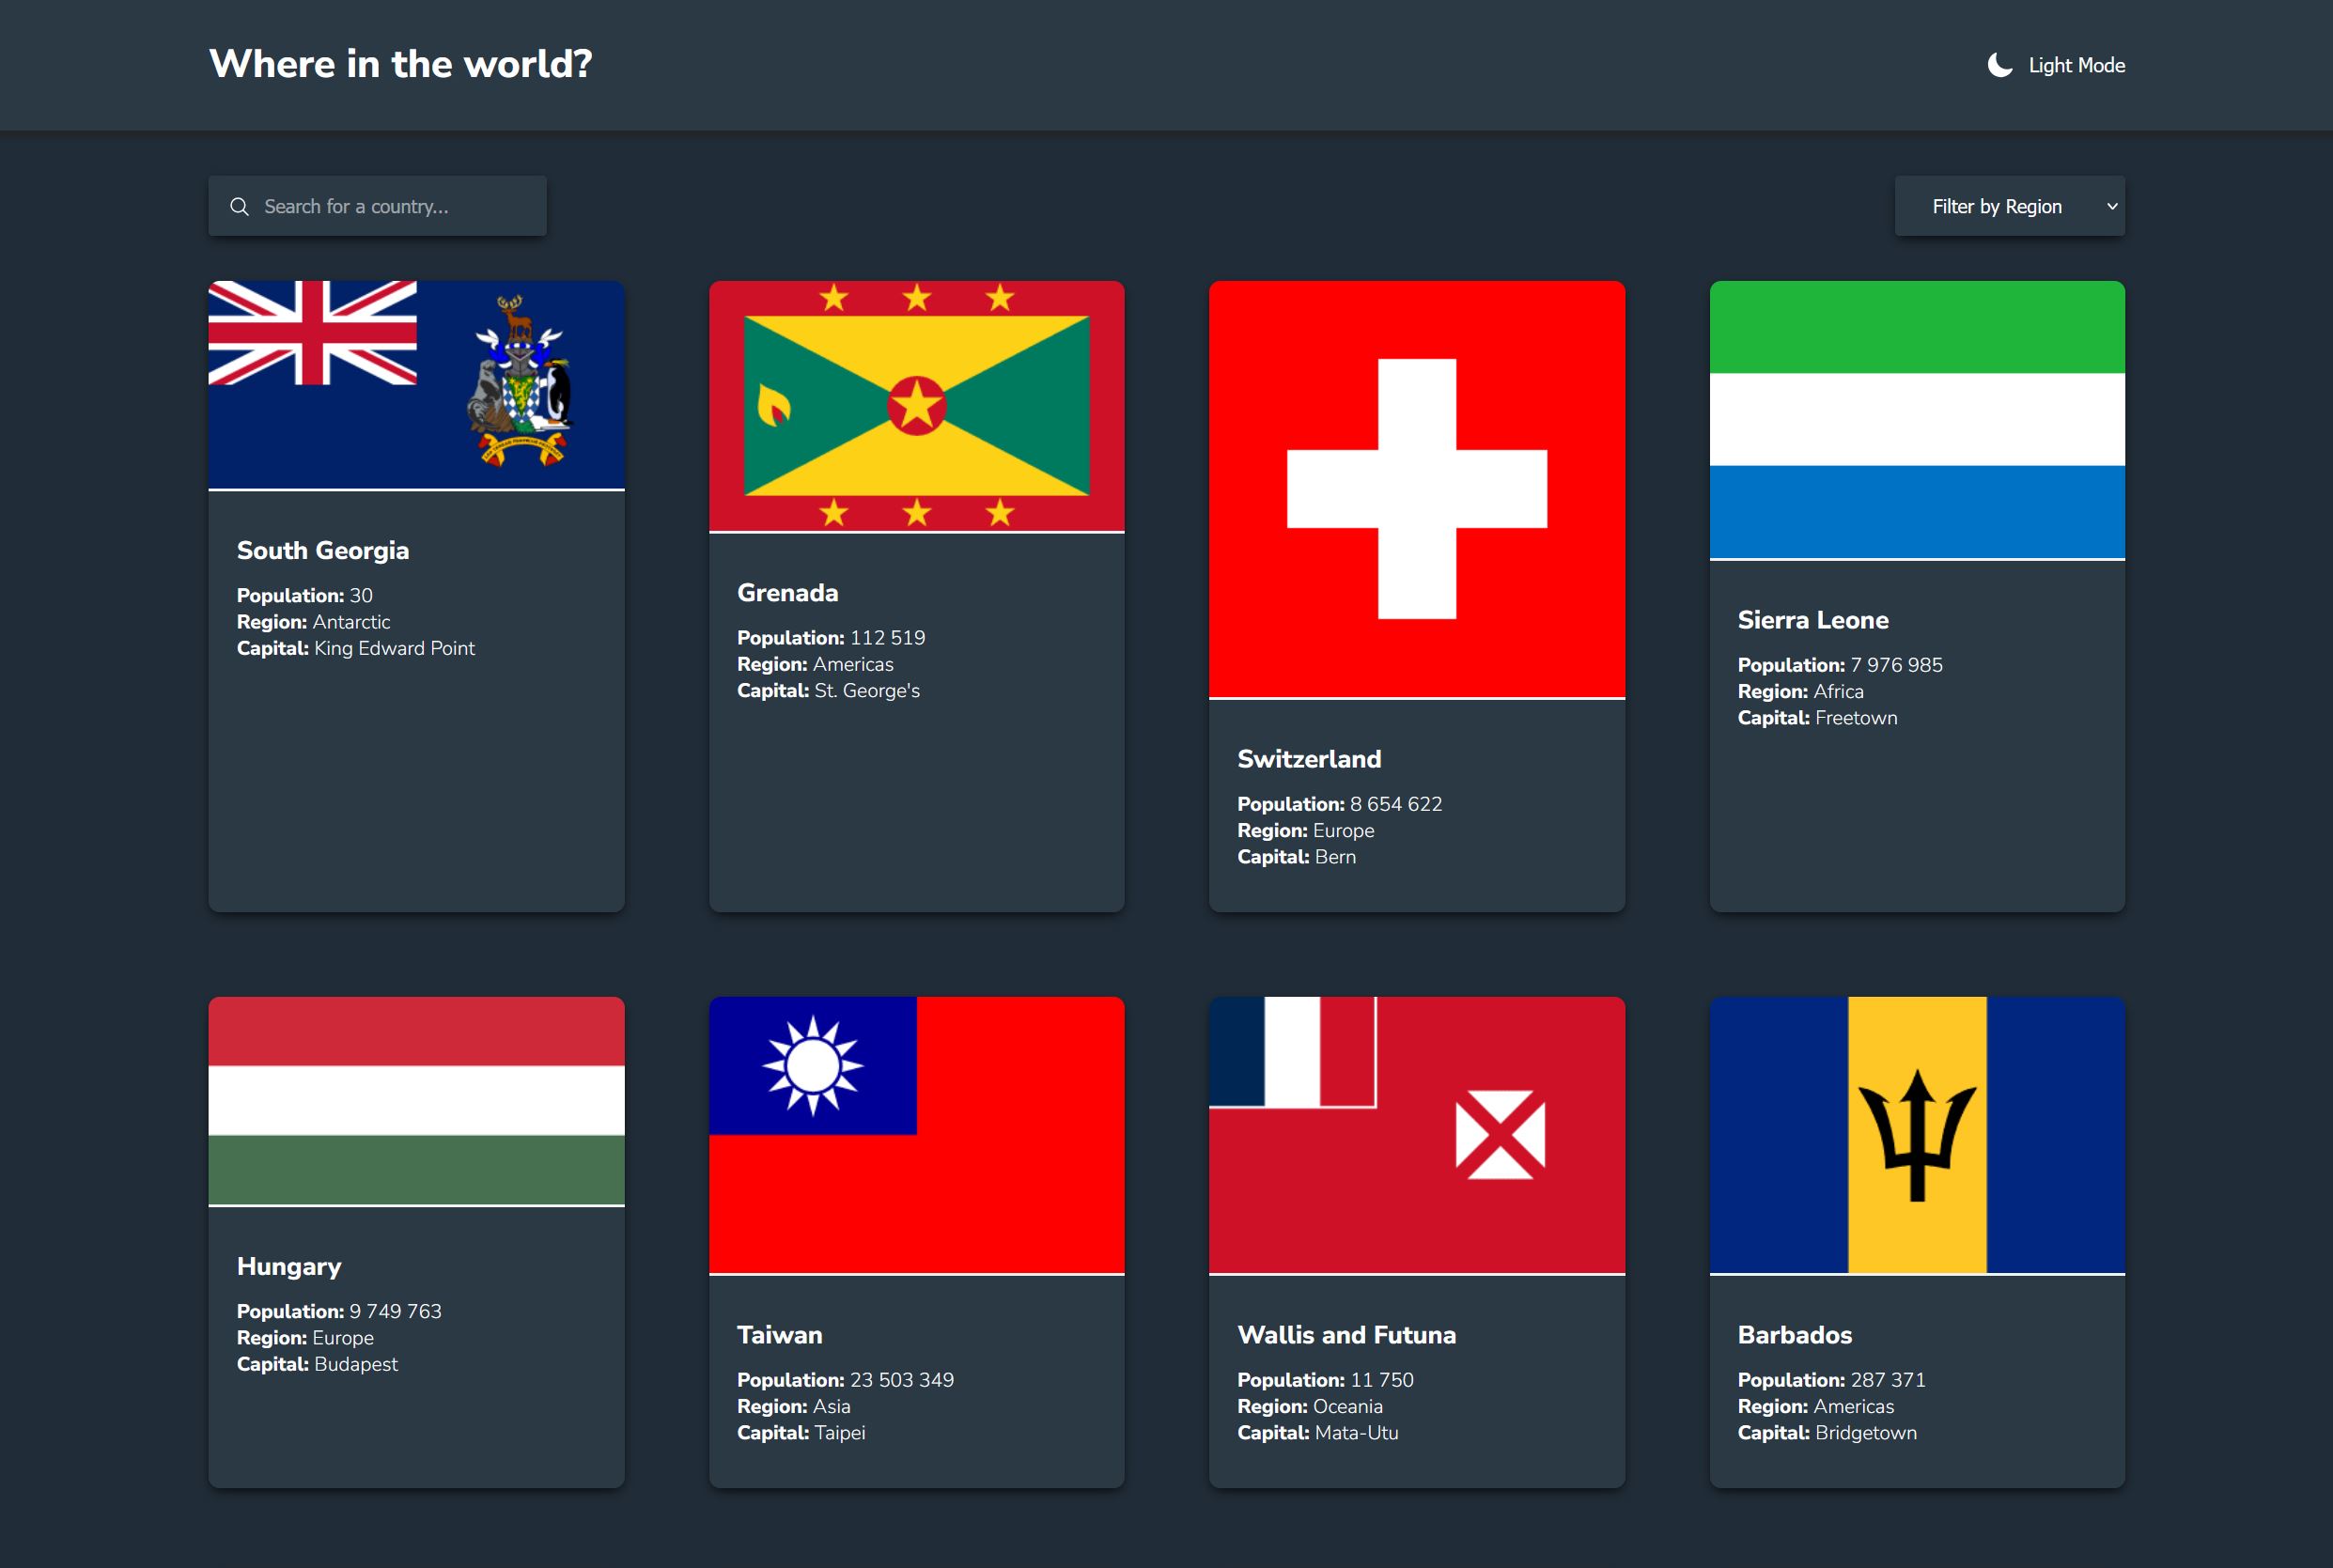 Where in the world?
Light Mode
Search for a country...
Filter by Region
South Georgia
Population: 30
Region: Antarctic
Capital: King Edward Point
Grenada
Population: 112 519
Region: Americas
Capital: St. George's
Switzerland
Population: 8 654 622
Region: Europe
Capital: Bern
Sierra Leone
Population: 7 976 985
Region: Africa
Capital: Freetown
Hungary
Population: 9 749 763
Region: Europe
Capital: Budapest
Taiwan
Population: 23 503 349
Region: Asia
Capital: Taipei
Wallis and Futuna
Population: 11 750
Region: Oceania
Capital: Mata-Utu
Barbados
Population: 287 371
Region: Americas
Capital: Bridgetown